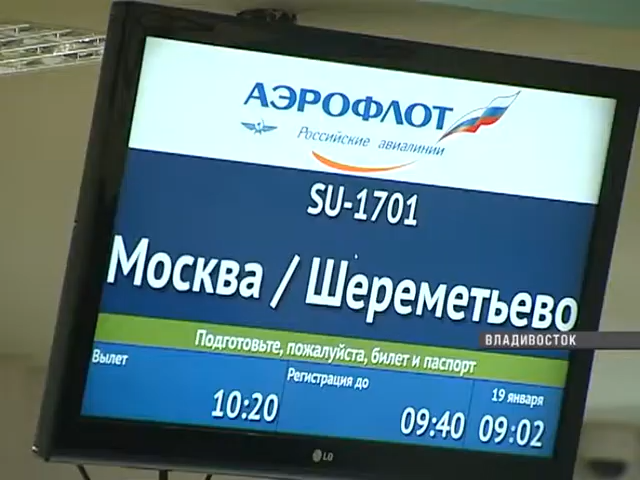 АЭРОФЛОТ
Российские авиалинии
SU-1701
Москва / Шереметьево
ВЛАДИВОСТОК
Подготовьте, пожалуйста, билет и паспорт
Вылет
10:20
Регистрация до
09:40
19 января
09:02
LG